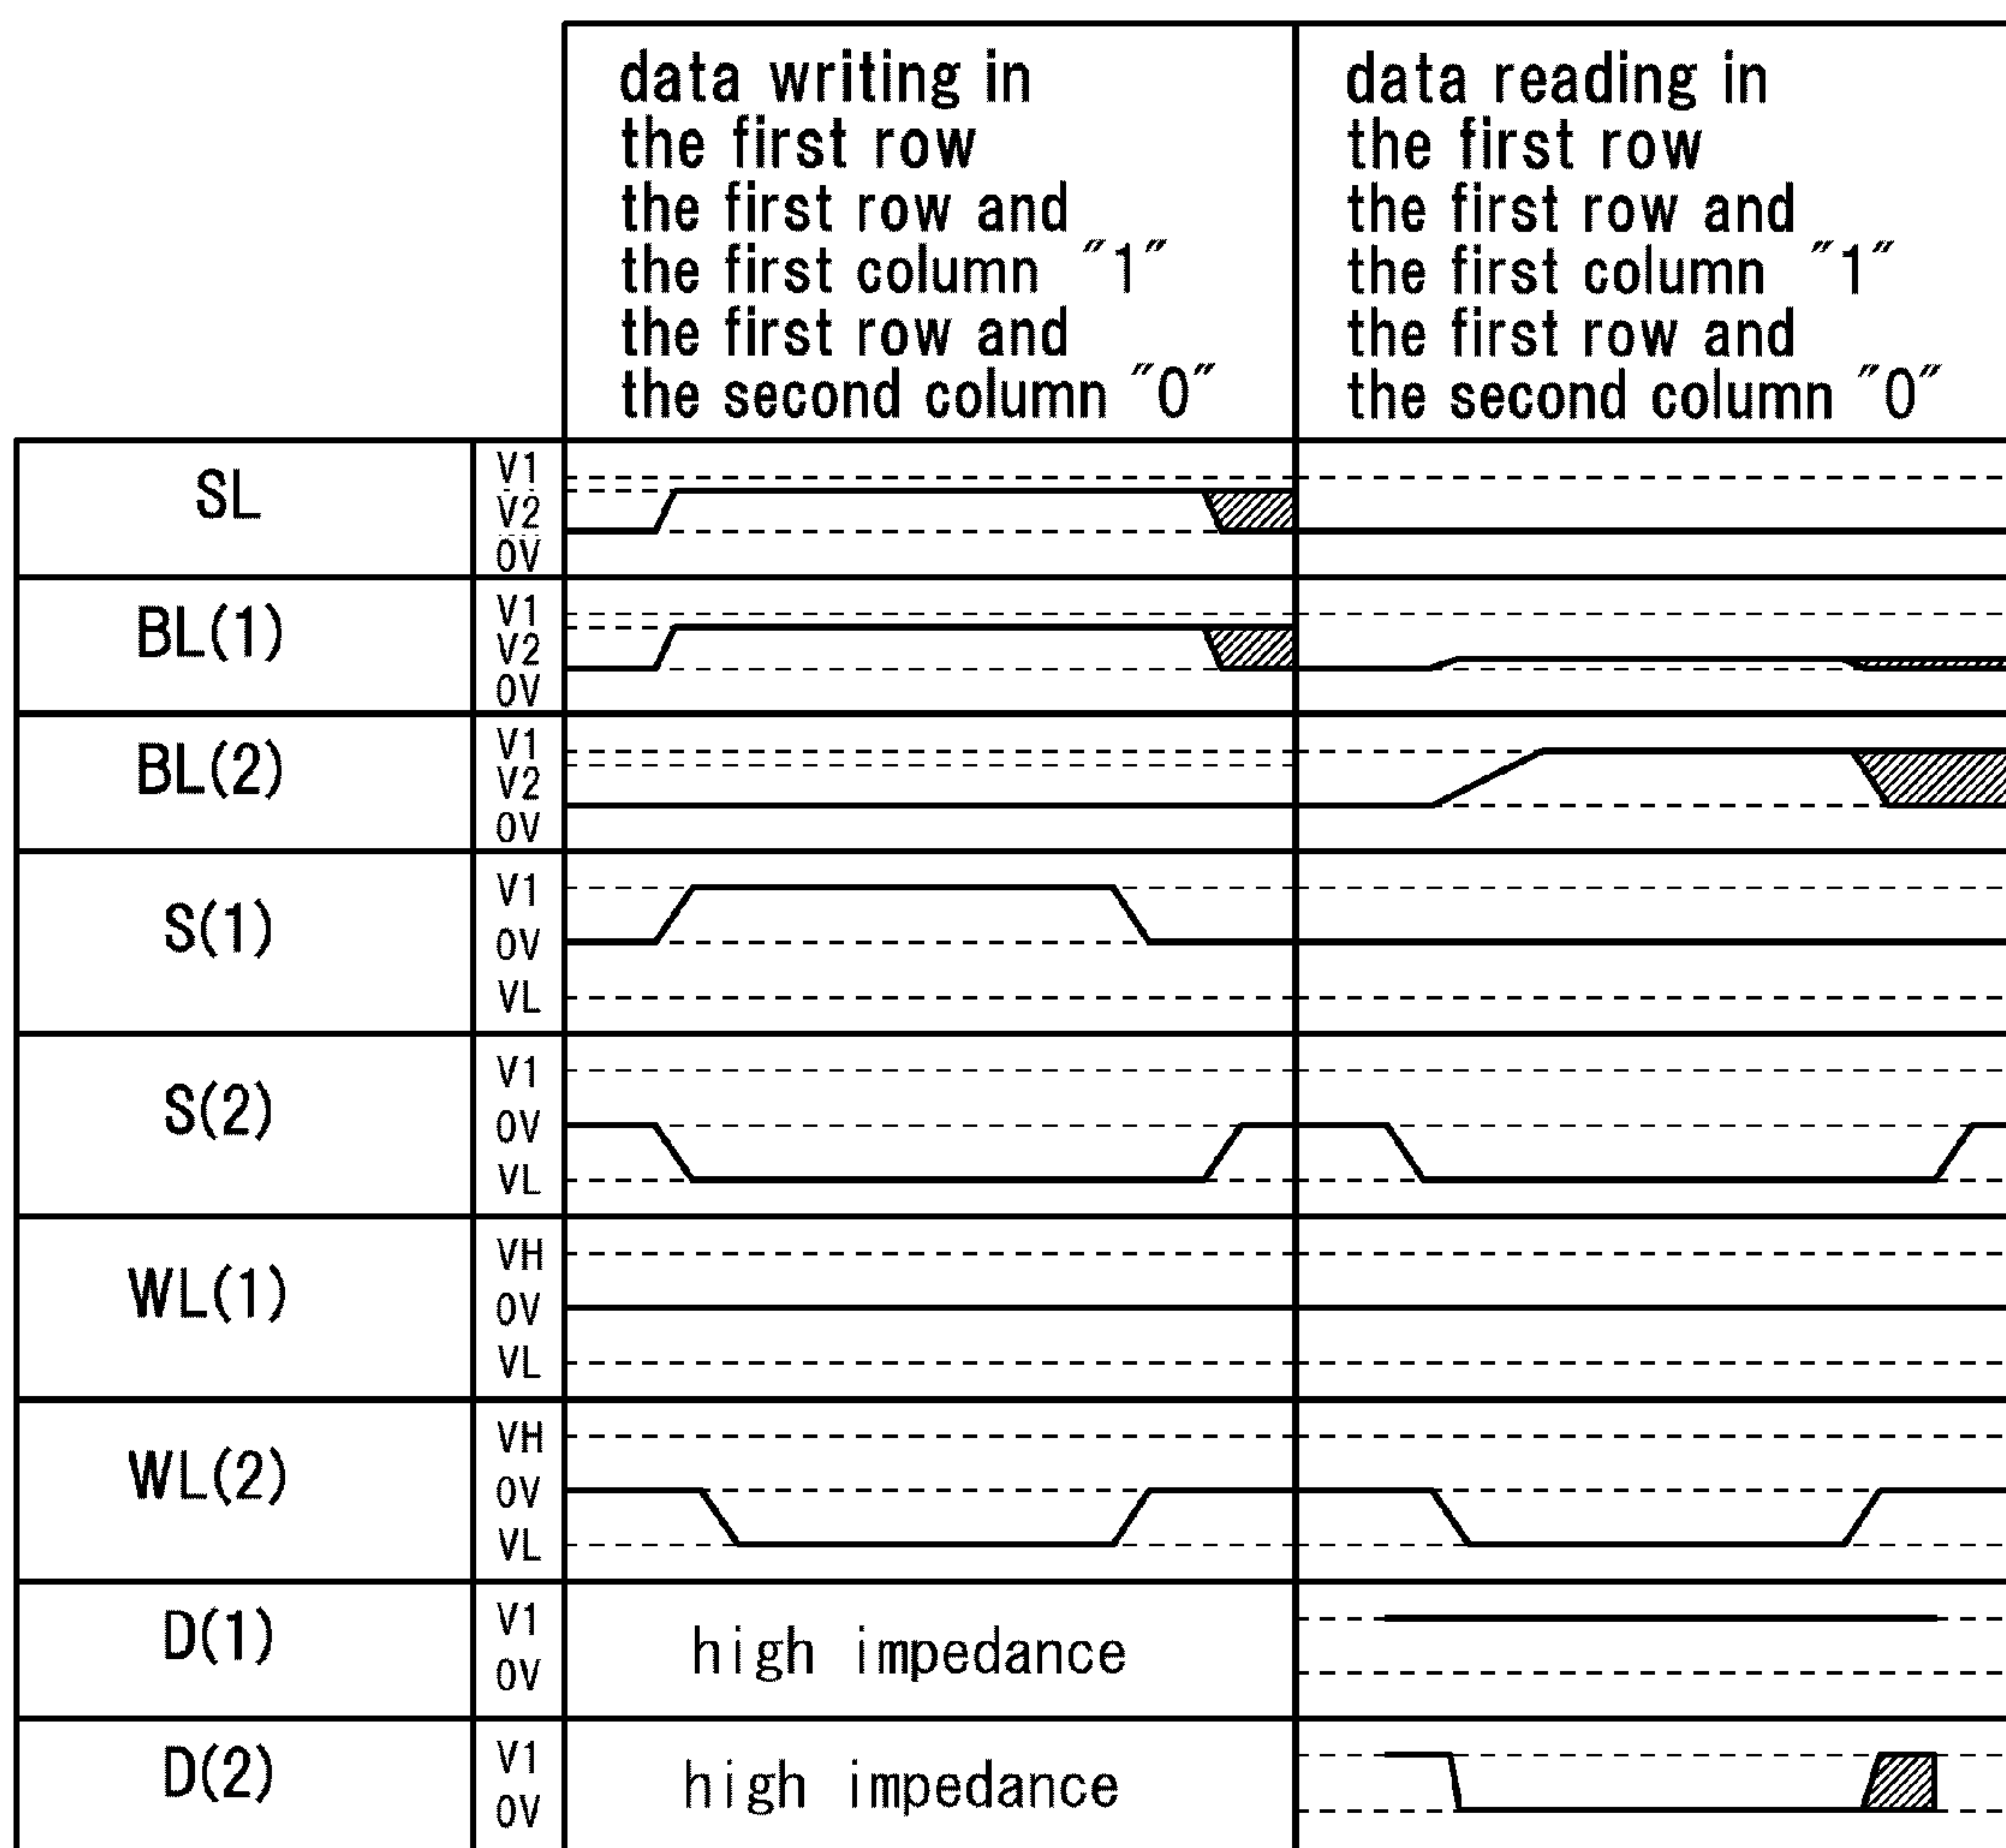 data writing in
the first row
the first row and
the first column "1"
the first row and
the second column "0"
data reading in
the first row
the first row and
the first column "1"
the first row and
the second column "0"
SL
V1
V2
0V
BL(1)
V1
V2
0V
BL(2)
V1
V2
0V
S(1)
V1
0V
VL
S(2)
V1
0V
VL
WL(1)
VH
0V
VL
WL(2)
VH
0V
VL
D(1)
V1
0V
high impedance
D(2)
V1
0V
high impedance